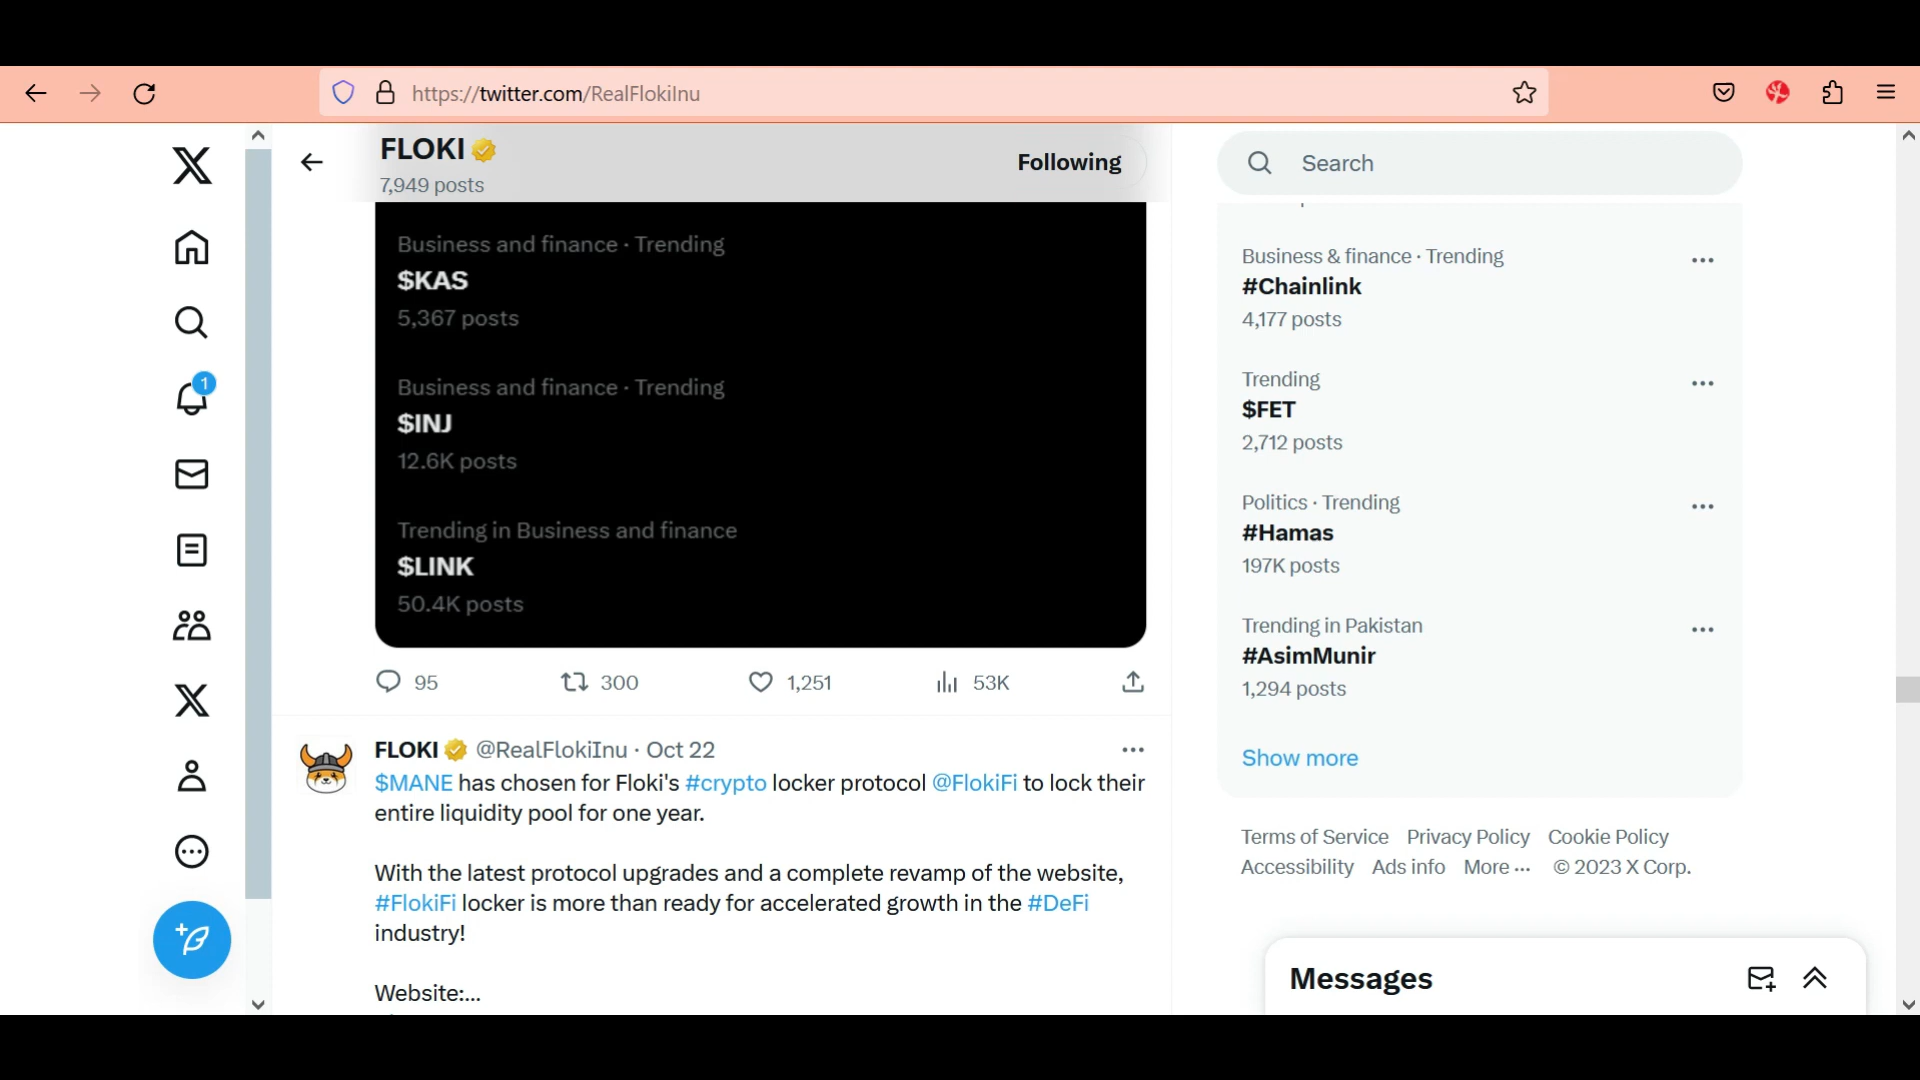 https://twitter.com/RealFlokiInu
FLOKI
7,949 posts
Following
Search
Business and finance · Trending
$KAS
5,367 posts
Business and finance · Trending
$INJ
12.6K posts
Trending in Business and finance
$LINK
50.4K posts
95
300
1,251
53K
FLOKI @RealFlokiInu · Oct 22
$MANE has chosen for Floki's #crypto locker protocol @FlokiFi to lock their
entire liquidity pool for one year.
With the latest protocol upgrades and a complete revamp of the website,
#FlokiFi locker is more than ready for accelerated growth in the #DeFi
industry!
Website:...
1
Business & finance · Trending
#Chainlink
4,177 posts
Trending
$FET
2,712 posts
Politics · Trending
#Hamas
197K posts
Trending in Pakistan
#AsimMunir
1,294 posts
Show more
Terms of Service Privacy Policy Cookie Policy
Accessibility Ads info More ··· © 2023 X Corp.
Messages